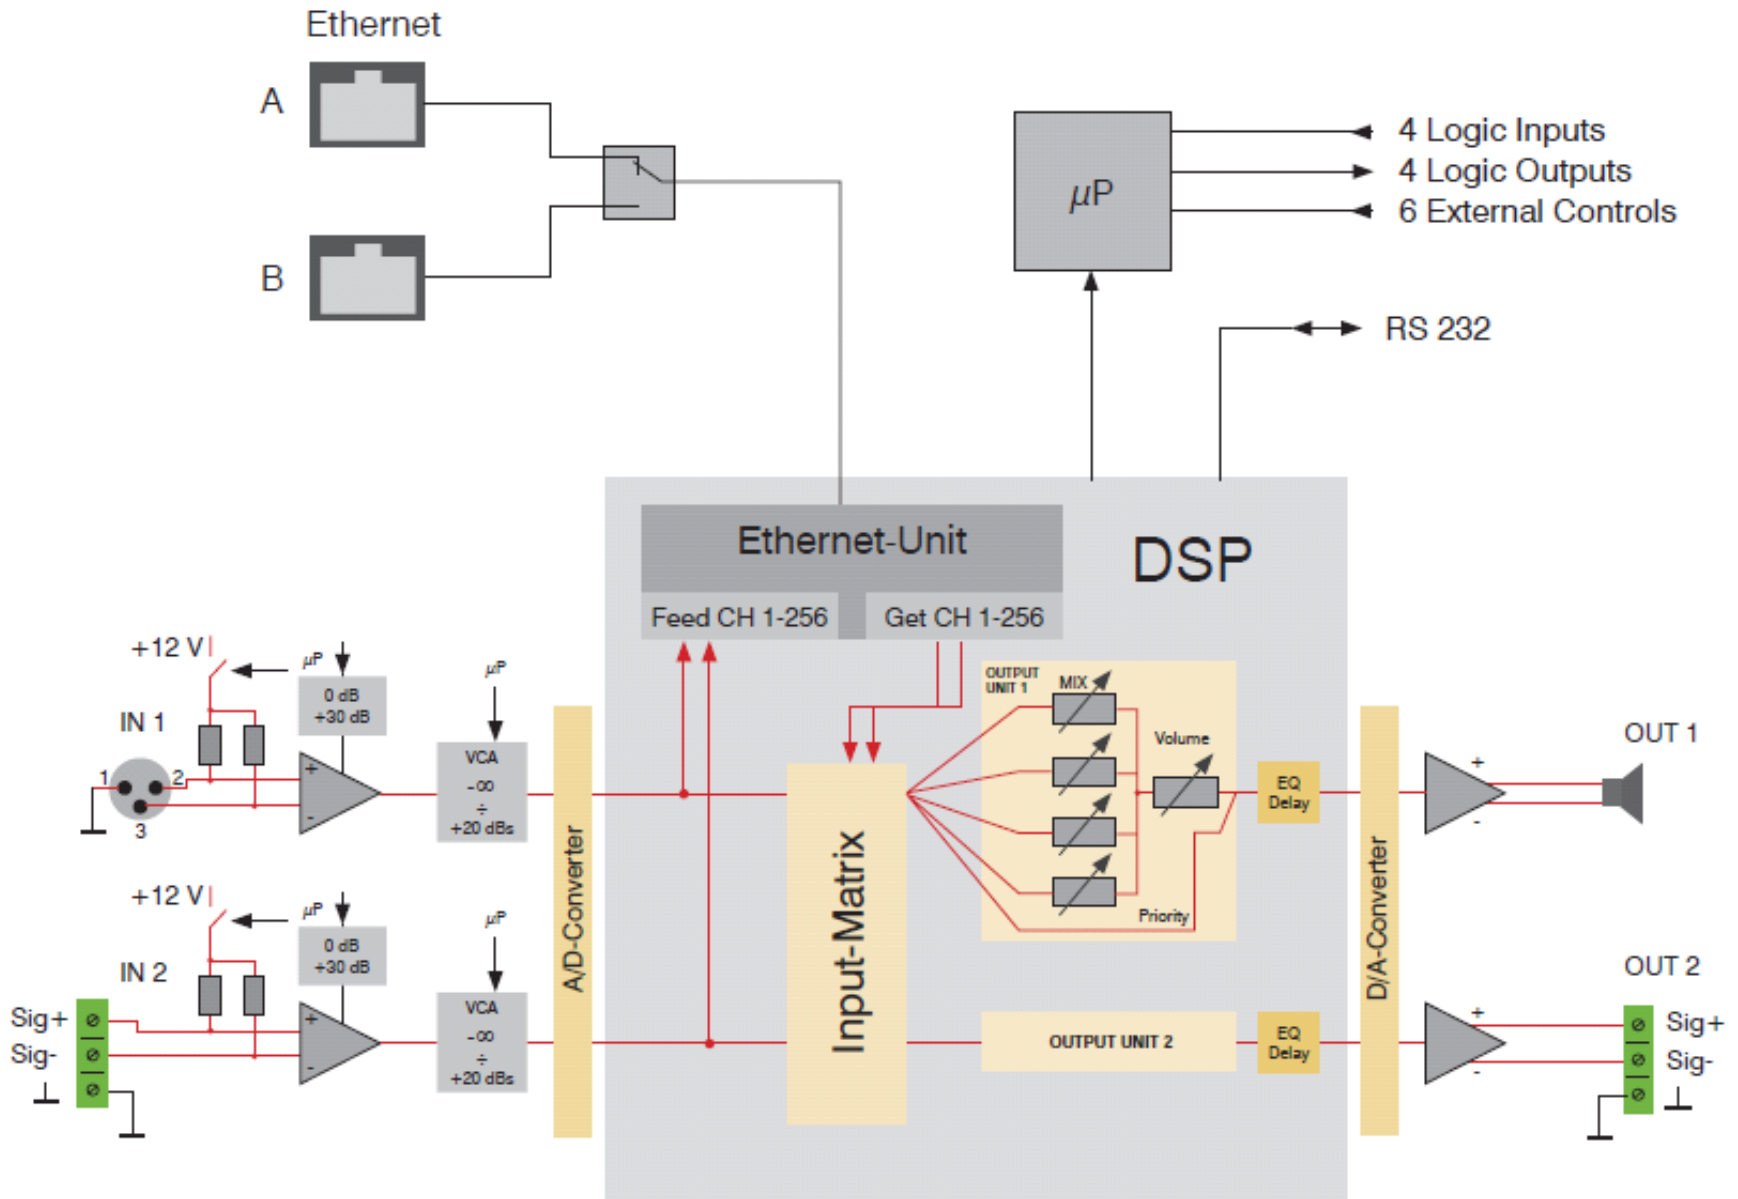 Ethernet
A
B
μP
4 Logic Inputs
4 Logic Outputs
6 External Controls
RS 232
DSP
Ethernet-Unit
Feed CH 1-256
Get CH 1-256
+12 V
μP
0 dB
+30 dB
IN 1
1
2
3
+
-
μP
VCA
-∞
÷
+20 dBs
+12 V
μP
0 dB
+30 dB
IN 2
Sig+
Sig-
+
-
μP
VCA
-∞
÷
+20 dBs
A/D-Converter
Input-Matrix
OUTPUT
UNIT 1
MIX
Volume
Priority
EQ
Delay
OUTPUT UNIT 2
EQ
Delay
D/A-Converter
OUT 1
+
-
OUT 2
+
-
Sig+
Sig-